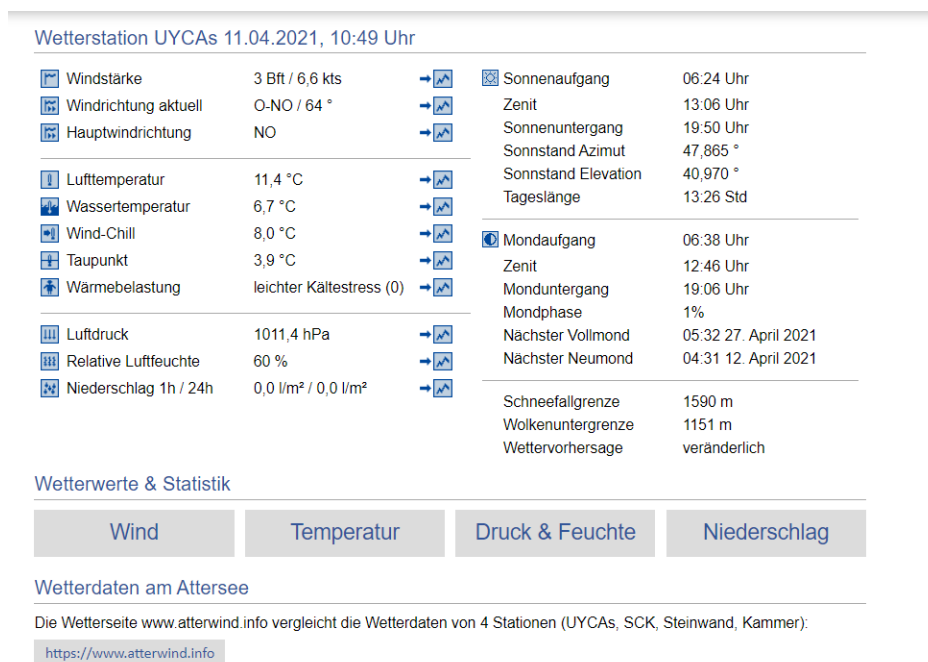 Wetterstation UYCAs 11.04.2021, 10:49 Uhr
Windstärke 3 Bft / 6,6 kts
Windrichtung aktuell O-NO / 64 °
Hauptwindrichtung NO
Lufttemperatur 11,4 °C
Wassertemperatur 6,7 °C
Wind-Chill 8,0 °C
Taupunkt 3,9 °C
Wärmebelastung leichter Kältestress (0)
Luftdruck 1011,4 hPa
Relative Luftfeuchte 60 %
Niederschlag 1h / 24h 0,0 l/m² / 0,0 l/m²
Sonnenaufgang 06:24 Uhr
Zenit 13:06 Uhr
Sonnenuntergang 19:50 Uhr
Sonnstand Azimut 47,865 °
Sonnstand Elevation 40,970 °
Tageslänge 13:26 Std
Mondaufgang 06:38 Uhr
Zenit 12:46 Uhr
Monduntergang 19:06 Uhr
Mondphase 1%
Nächster Vollmond 05:32 27. April 2021
Nächster Neumond 04:31 12. April 2021
Schneefallgrenze 1590 m
Wolkenuntergrenze 1151 m
Wettervorhersage veränderlich
Wetterwerte & Statistik
Wind Temperatur Druck & Feuchte Niederschlag
Wetterdaten am Attersee
Die Wetterseite www.atterwind.info vergleicht die Wetterdaten von 4 Stationen (UYCAs, SCK, Steinwand, Kammer):
https://www.atterwind.info